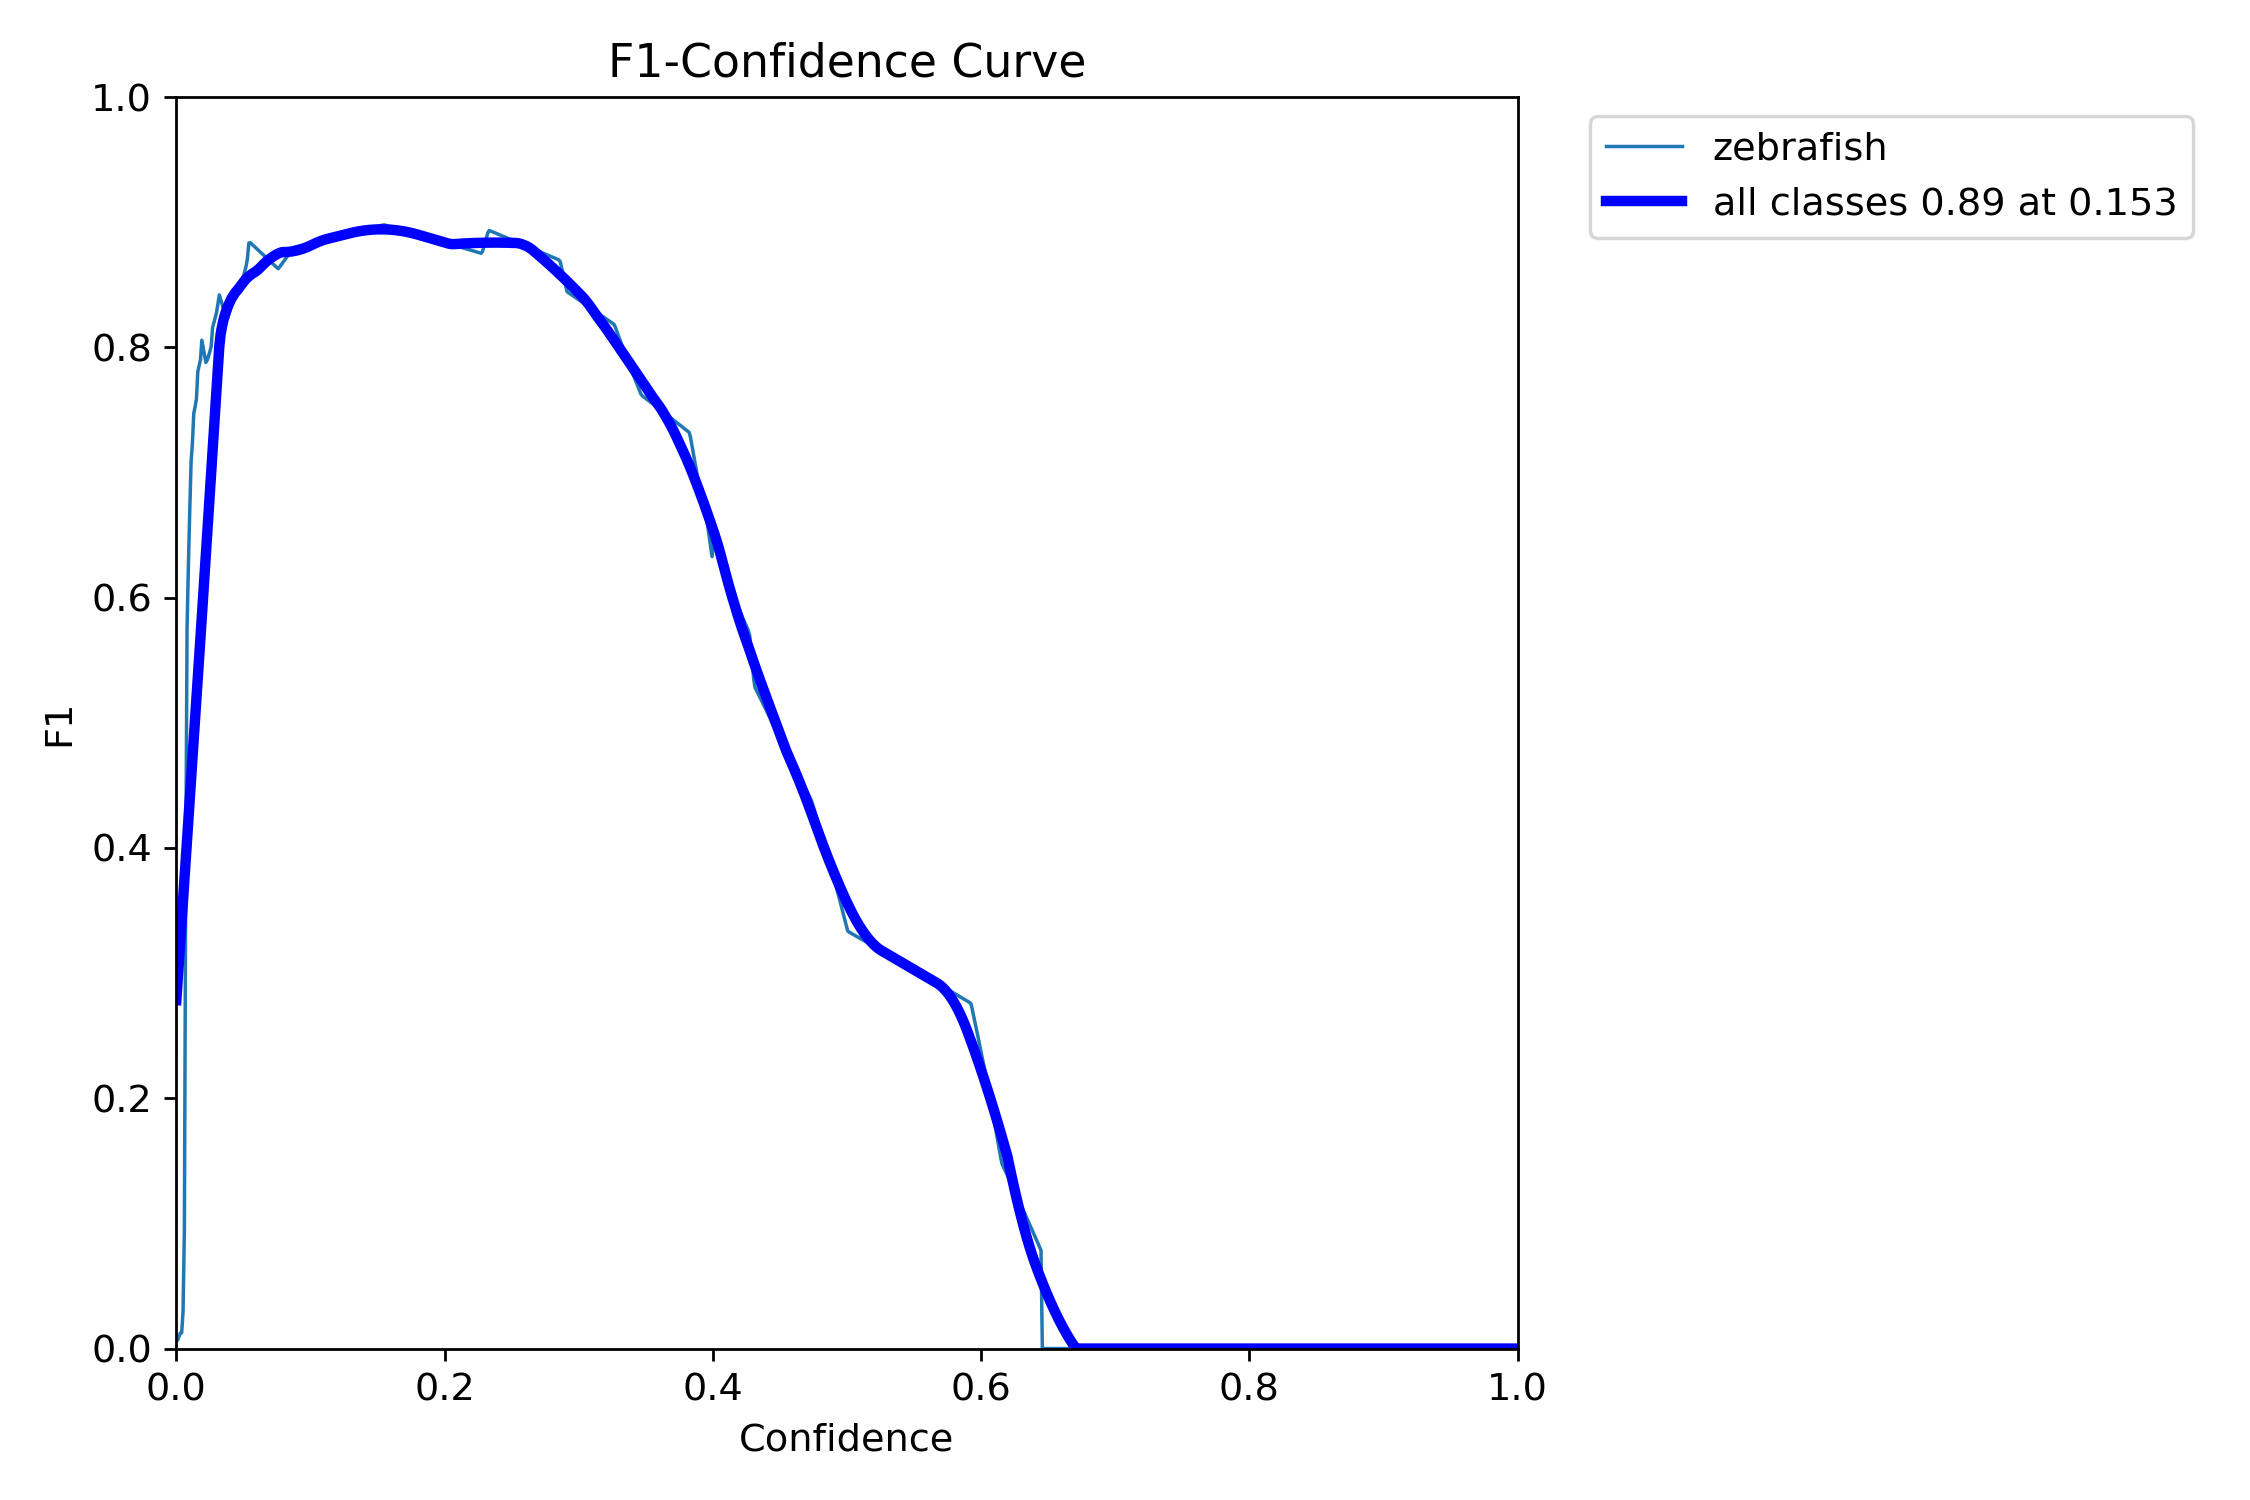 F1-Confidence Curve
1.0
0.8
0.6
0.4
0.2
0.0
F1
0.0 0.2 0.4 0.6 0.8 1.0
Confidence
zebrafish
all classes 0.89 at 0.153